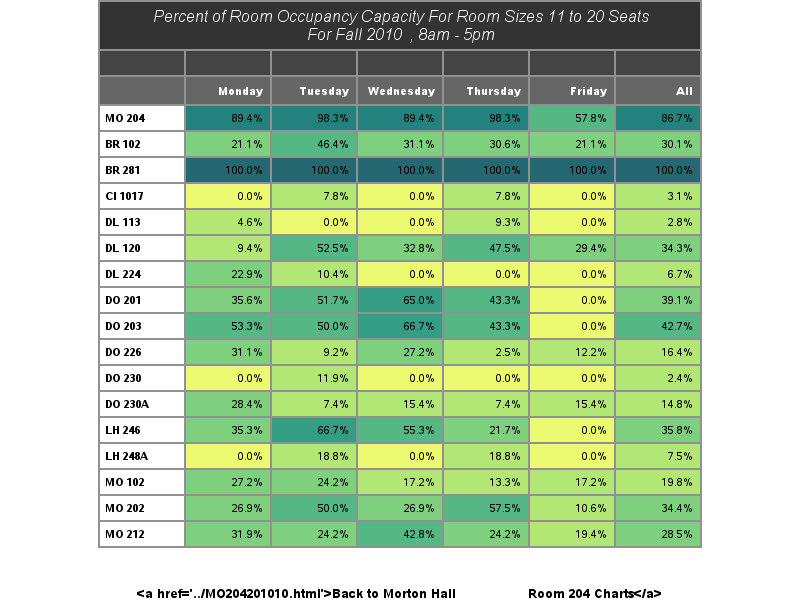 Percent of Room Occupancy Capacity For Room Sizes 11 to 20 Seats
For Fall 2010 , 8am - 5pm
Monday Tuesday Wednesday Thursday Friday All
MO 204 89.4% 98.3% 89.4% 98.3% 57.8% 86.7%
BR 102 21.1% 46.4% 31.1% 30.6% 21.1% 30.1%
BR 281 100.0% 100.0% 100.0% 100.0% 100.0% 100.0%
CI 1017 0.0% 7.8% 0.0% 7.8% 0.0% 3.1%
DL 113 4.6% 0.0% 0.0% 9.3% 0.0% 2.8%
DL 120 9.4% 52.5% 32.8% 47.5% 29.4% 34.3%
DL 224 22.9% 10.4% 0.0% 0.0% 0.0% 6.7%
DO 201 35.6% 51.7% 65.0% 43.3% 0.0% 39.1%
DO 203 53.3% 50.0% 66.7% 43.3% 0.0% 42.7%
DO 226 31.1% 9.2% 27.2% 2.5% 12.2% 16.4%
DO 230 0.0% 11.9% 0.0% 0.0% 0.0% 2.4%
DO 230A 28.4% 7.4% 15.4% 7.4% 15.4% 14.8%
LH 246 35.3% 66.7% 55.3% 21.7% 0.0% 35.8%
LH 248A 0.0% 18.8% 0.0% 18.8% 0.0% 7.5%
MO 102 27.2% 24.2% 17.2% 13.3% 17.2% 19.8%
MO 202 26.9% 50.0% 26.9% 57.5% 10.6% 34.4%
MO 212 31.9% 24.2% 42.8% 24.2% 19.4% 28.5%
<a href='../MO204201010.html'>Back to Morton Hall Room 204 Charts</a>